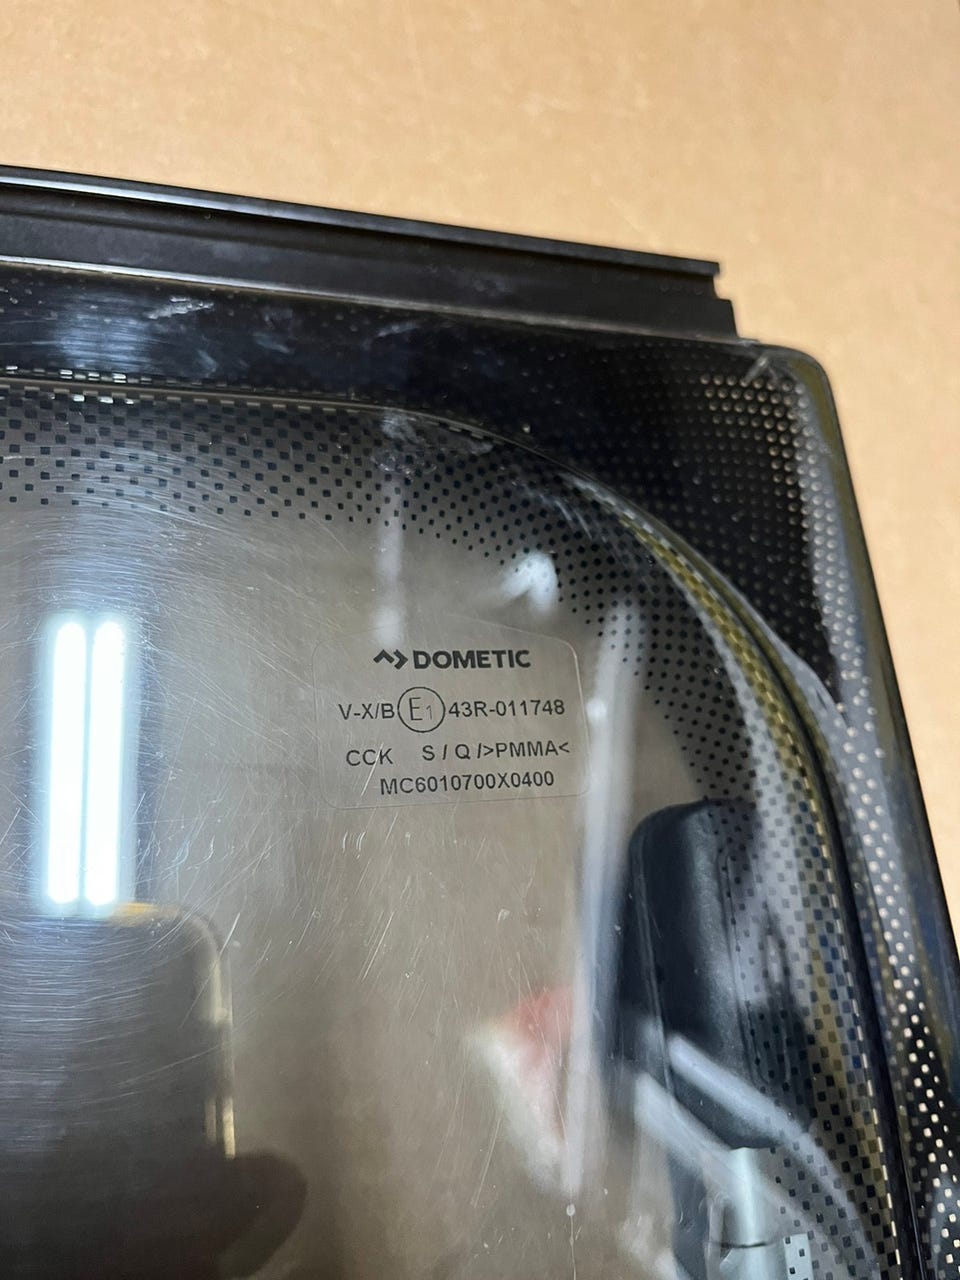 DOMETIC
V-X/B E1 43R-011748
CCK S / Q />PMMA<
MC6010700X0400